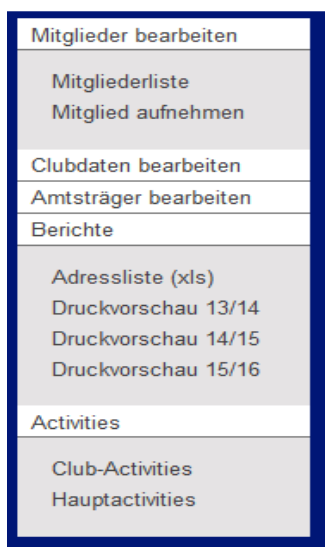 Mitglieder bearbeiten
Mitgliederliste
Mitglied aufnehmen
Clubdaten bearbeiten
Amtsträger bearbeiten
Berichte
Adressliste (xls)
Druckvorschau 13/14
Druckvorschau 14/15
Druckvorschau 15/16
Activities
Club-Activities
Hauptactivities